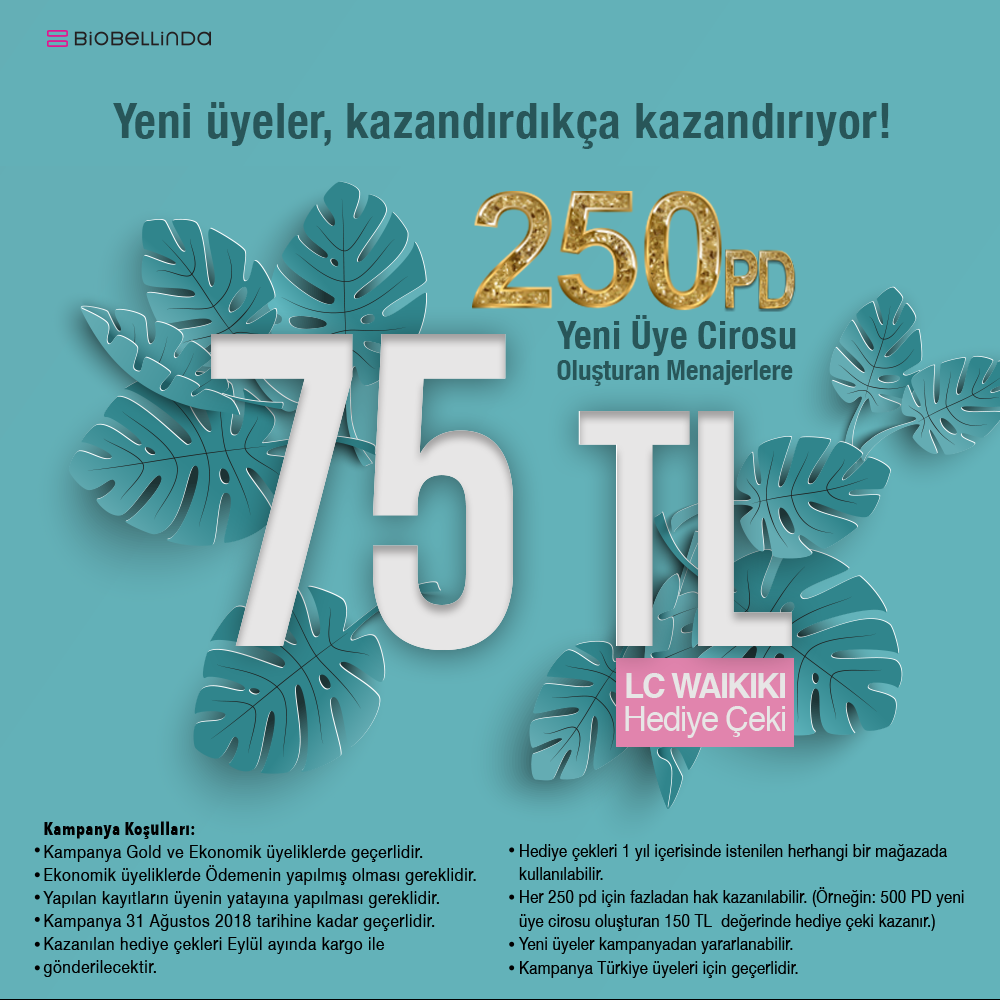 BiOBELLiNDA
Yeni üyeler, kazandırdıkça kazandırıyor!
250 PD
Yeni Üye Cirosu
Oluşturan Menajerlere
75 TL
LC WAIKIKI
Hediye Çeki
Kampanya Koşulları:
• Kampanya Gold ve Ekonomik üyeliklerde geçerlidir.
• Ekonomik üyeliklerde Ödemenin yapılmış olması gereklidir.
• Yapılan kayıtların üyenin yatayına yapılması gereklidir.
• Kampanya 31 Ağustos 2018 tarihine kadar geçerlidir.
• Kazanılan hediye çekleri Eylül ayında kargo ile
• gönderilecektir.
• Hediye çekleri 1 yıl içerisinde istenilen herhangi bir mağazada
kullanılabilir.
• Her 250 pd için fazladan hak kazanılabilir. (Örneğin: 500 PD yeni
üye cirosu oluşturan 150 TL değerinde hediye çeki kazanır.)
• Yeni üyeler kampanyadan yararlanabilir.
• Kampanya Türkiye üyeleri için geçerlidir.